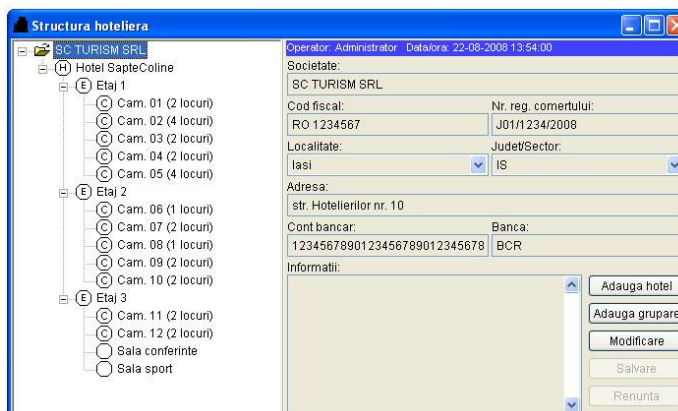 Structura hoteliera
SC TURISM SRL
H Hotel SapteColine
E Etaj 1
C Cam. 01 (2 locuri)
C Cam. 02 (4 locuri)
C Cam. 03 (2 locuri)
C Cam. 04 (2 locuri)
C Cam. 05 (4 locuri)
E Etaj 2
C Cam. 06 (1 locuri)
C Cam. 07 (2 locuri)
C Cam. 08 (1 locuri)
C Cam. 09 (2 locuri)
C Cam. 10 (2 locuri)
E Etaj 3
C Cam. 11 (2 locuri)
C Cam. 12 (2 locuri)
Sala conferinte
Sala sport
Operator: Administrator Data/ora: 22-08-2008 13:54:00
Societate:
SC TURISM SRL
Cod fiscal: Nr. reg. comertului:
RO 1234567 J01/1234/2008
Localitate: Judet/Sector:
Iasi IS
Adresa:
str. Hotelierilor nr. 10
Cont bancar: Banca:
1234567890123456789012345678 BCR
Informatii:
Adauga hotel
Adauga grupare
Modificare
Salvare
Renunta